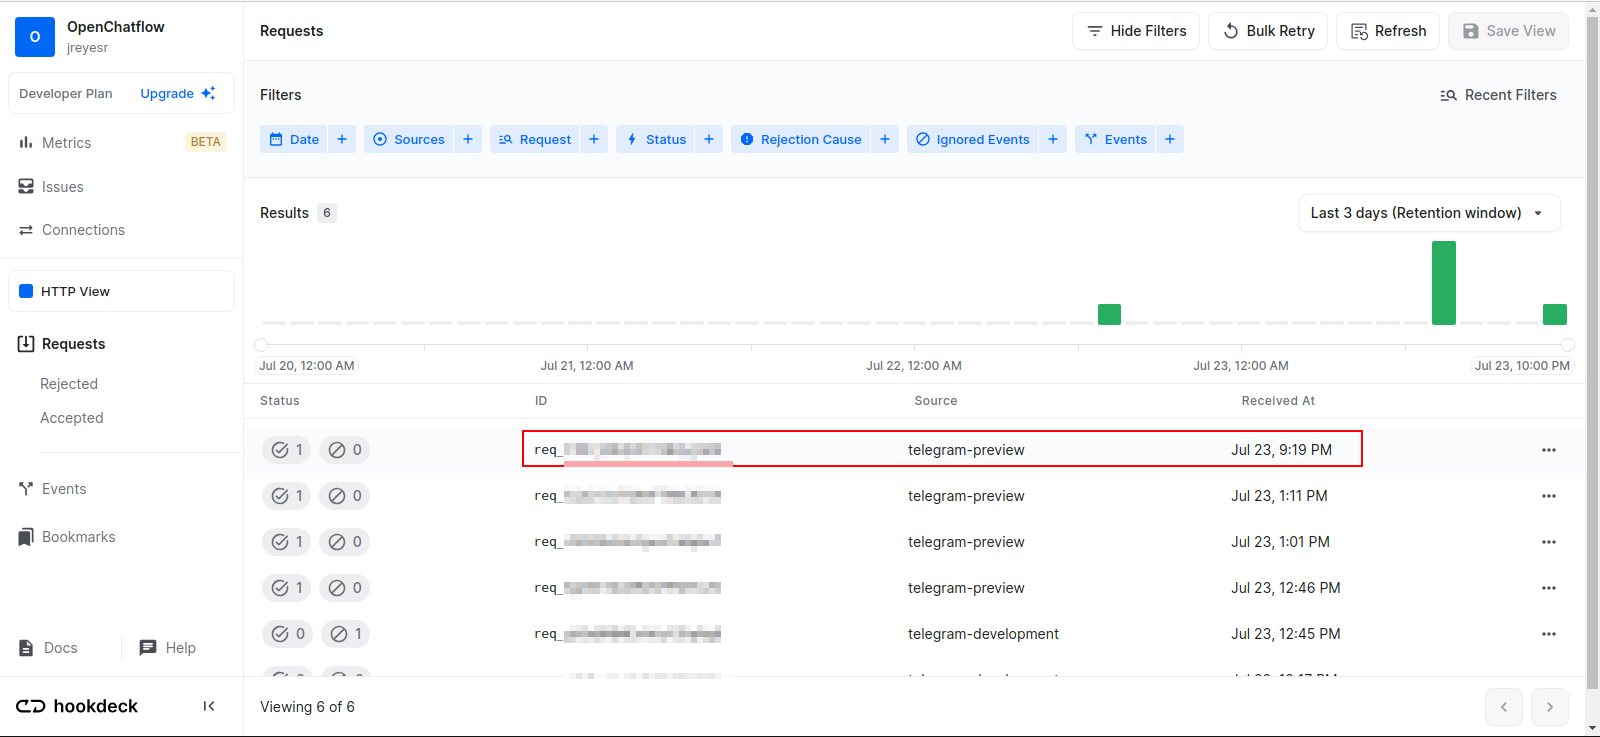 O
OpenChatflow
jreyesr
Developer Plan Upgrade
Metrics BETA
Issues
Connections
HTTP View
Requests
Rejected
Accepted
Events
Bookmarks
Docs Help
hookdeck
Requests Hide Filters Bulk Retry Refresh Save View
Filters Recent Filters
Date + Sources + Request + Status + Rejection Cause + Ignored Events + Events +
Results 6 Last 3 days (Retention window)
Jul 20, 12:00 AM Jul 21, 12:00 AM Jul 22, 12:00 AM Jul 23, 12:00 AM Jul 23, 10:00 PM
Status ID Source Received At
1 0 req_ telegram-preview Jul 23, 9:19 PM
1 0 req_ telegram-preview Jul 23, 1:11 PM
1 0 req_ telegram-preview Jul 23, 1:01 PM
1 0 req_ telegram-preview Jul 23, 12:46 PM
0 1 req_ telegram-development Jul 23, 12:45 PM
Viewing 6 of 6